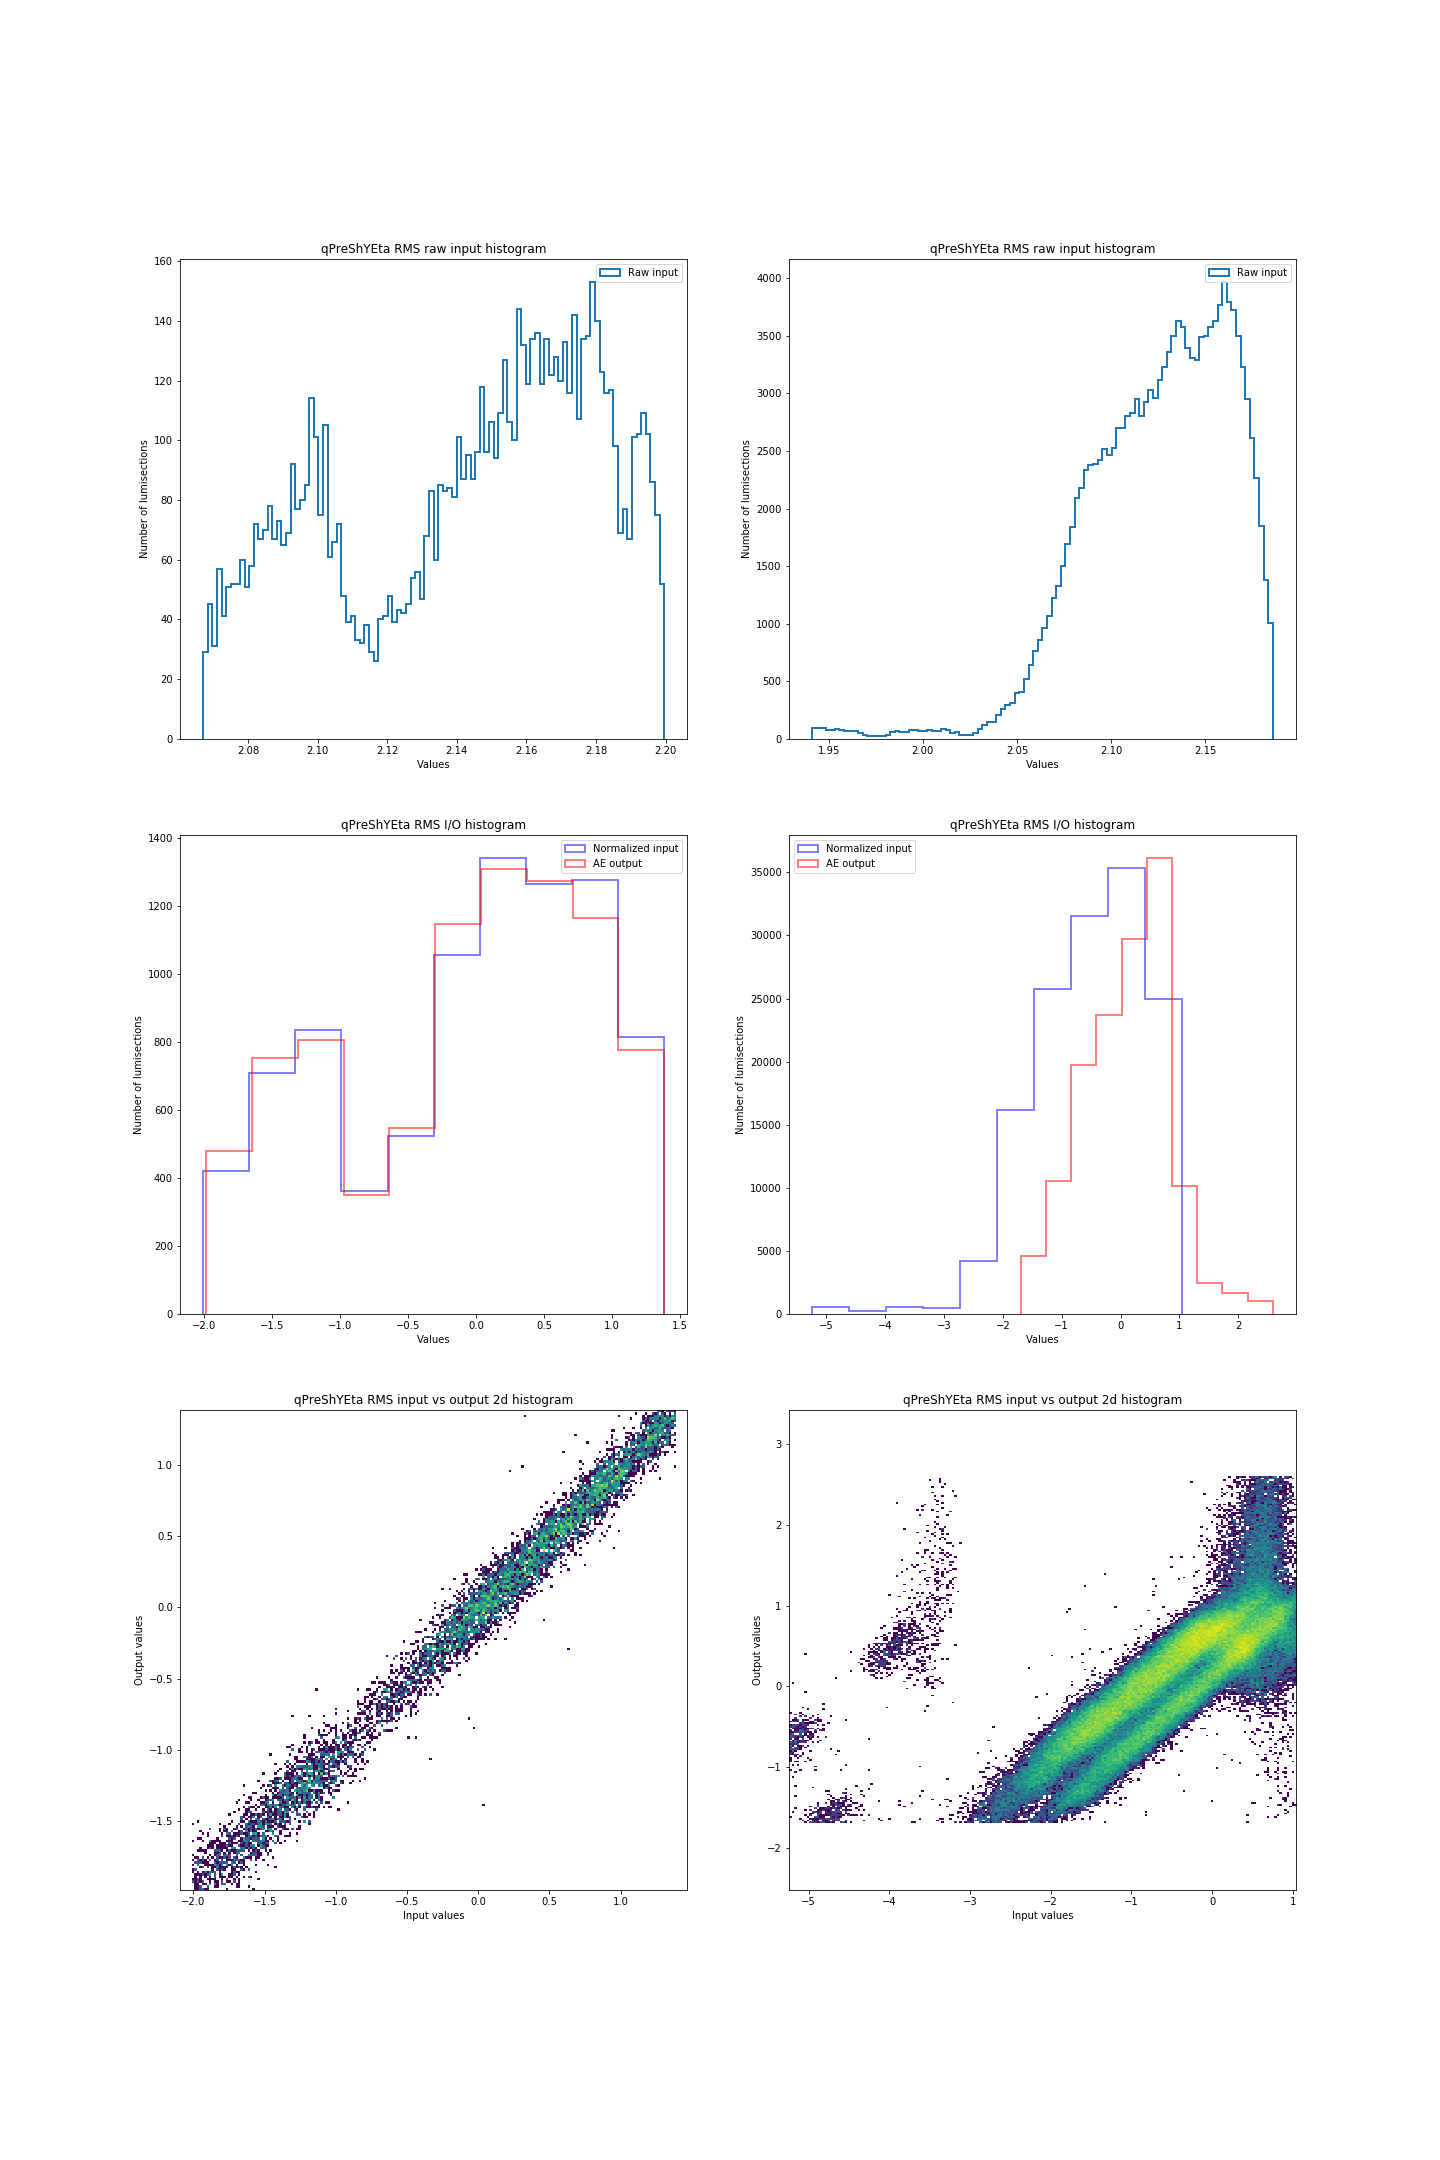 qPreShYEta RMS raw input histogram
Raw input
160
140
120
100
80
60
40
20
0
Number of lumisections
2.08 2.10 2.12 2.14 2.16 2.18 2.20
Values
qPreShYEta RMS raw input histogram
Raw input
4000
3500
3000
2500
2000
1500
1000
500
0
Number of lumisections
1.95 2.00 2.05 2.10 2.15
Values
qPreShYEta RMS I/O histogram
Normalized input
AE output
1400
1200
1000
800
600
400
200
0
Number of lumisections
−2.0 −1.5 −1.0 −0.5 0.0 0.5 1.0 1.5
Values
qPreShYEta RMS I/O histogram
Normalized input
AE output
35000
30000
25000
20000
15000
10000
5000
0
Number of lumisections
−5 −4 −3 −2 −1 0 1 2
Values
qPreShYEta RMS input vs output 2d histogram
1.0
0.5
0.0
−0.5
−1.0
−1.5
Output values
−2.0 −1.5 −1.0 −0.5 0.0 0.5 1.0
Input values
qPreShYEta RMS input vs output 2d histogram
3
2
1
0
−1
−2
Output values
−5 −4 −3 −2 −1 0 1
Input values